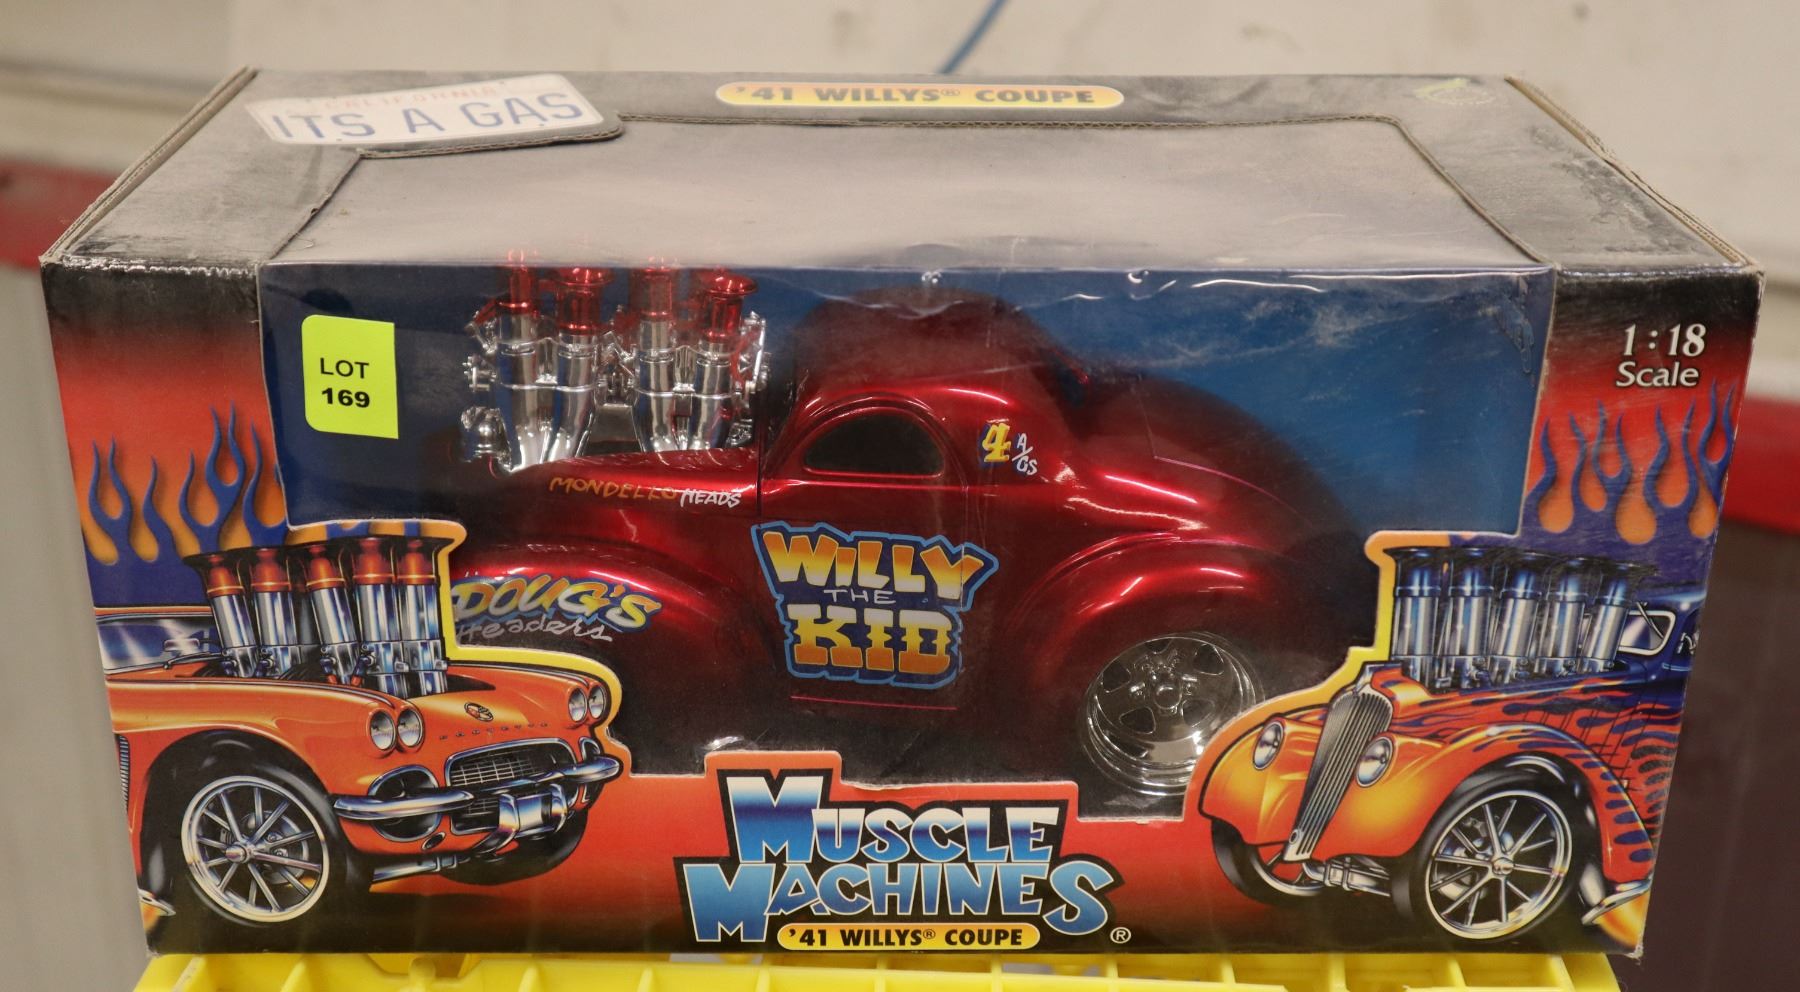 CALIFORNIA
ITS A GAS
'41 WILLYS® COUPE
LOT
169
1:18
Scale
4 A/GS
MONDELLO HEADS
WILLY
THE
KID
DOUG'S
Headers
MUSCLE
MACHINES®
'41 WILLYS® COUPE